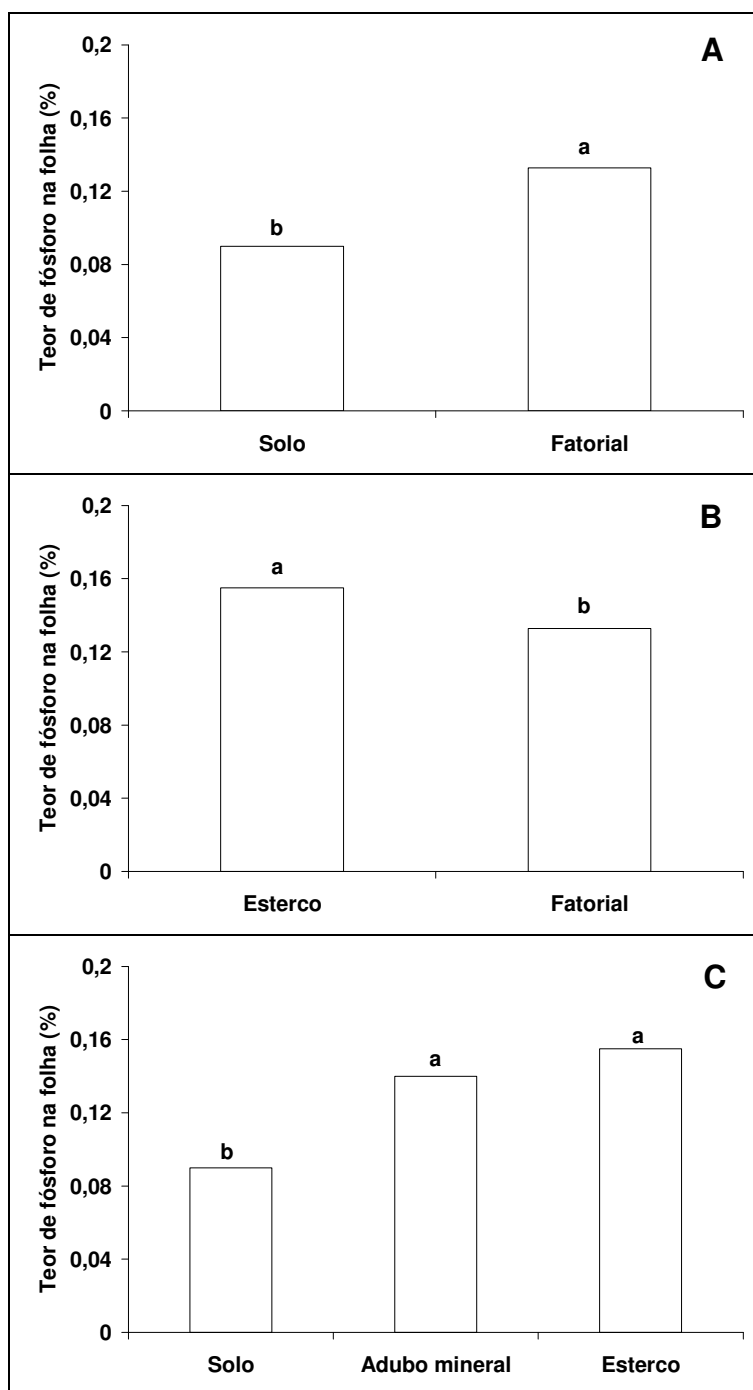 A
Teor de fósforo na folha (%)
0,2
0,16
0,12
0,08
0,04
0
b
a
Solo
Fatorial
B
Teor de fósforo na folha (%)
0,2
0,16
0,12
0,08
0,04
0
a
b
Esterco
Fatorial
C
Teor de fósforo na folha (%)
0,2
0,16
0,12
0,08
0,04
0
b
a
a
Solo
Adubo mineral
Esterco